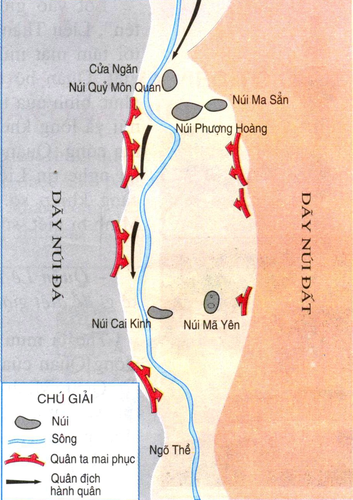 Cửa Ngăn
Núi Quỷ Môn Quan
Núi Ma Sẳn
Núi Phượng Hoàng
DÃY NÚI ĐÁ
DÃY NÚI ĐẤT
Núi Cai Kinh
Núi Mã Yên
Ngõ Thề
CHÚ GIẢI
Núi
Sông
Quân ta mai phục
Quân địch
hành quân